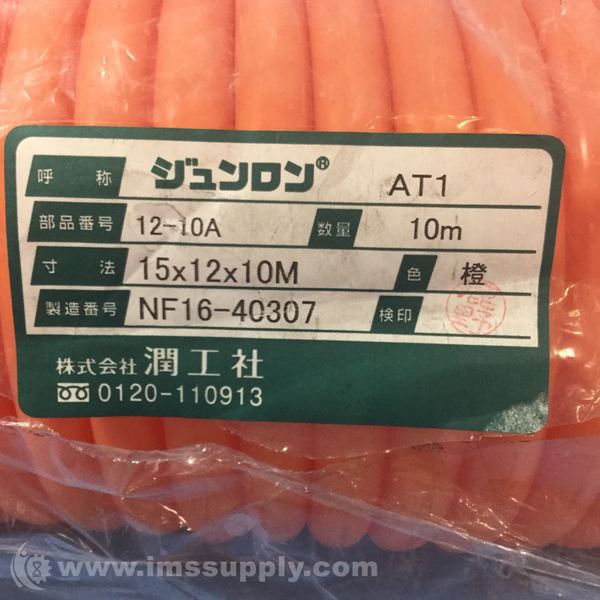 呼称 ジュンロン® AT1
部品番号 12-10A 数量 10m
寸法 15x12x10M 色 橙
製造番号 NF16-40307 検印
株式会社 潤工社
0120-110913
www.imssupply.com